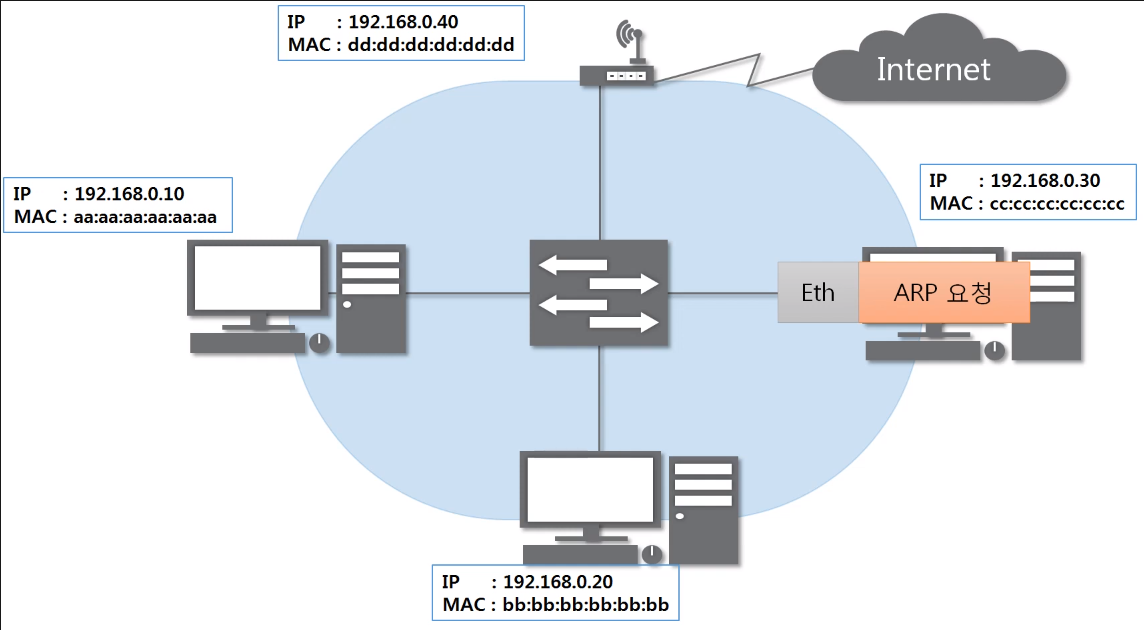 IP : 192.168.0.40
MAC : dd:dd:dd:dd:dd:dd
Internet
IP : 192.168.0.10
MAC : aa:aa:aa:aa:aa:aa
IP : 192.168.0.30
MAC : cc:cc:cc:cc:cc:cc
Eth
ARP 요청
IP : 192.168.0.20
MAC : bb:bb:bb:bb:bb:bb